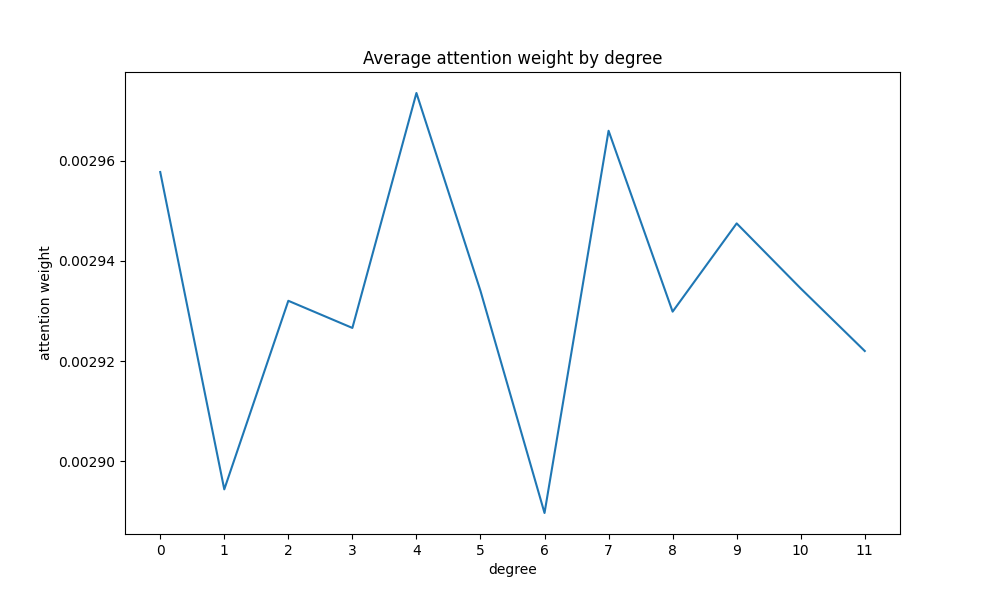 Average attention weight by degree
0.00296
0.00294
0.00292
0.00290
attention weight
0 1 2 3 4 5 6 7 8 9 10 11
degree